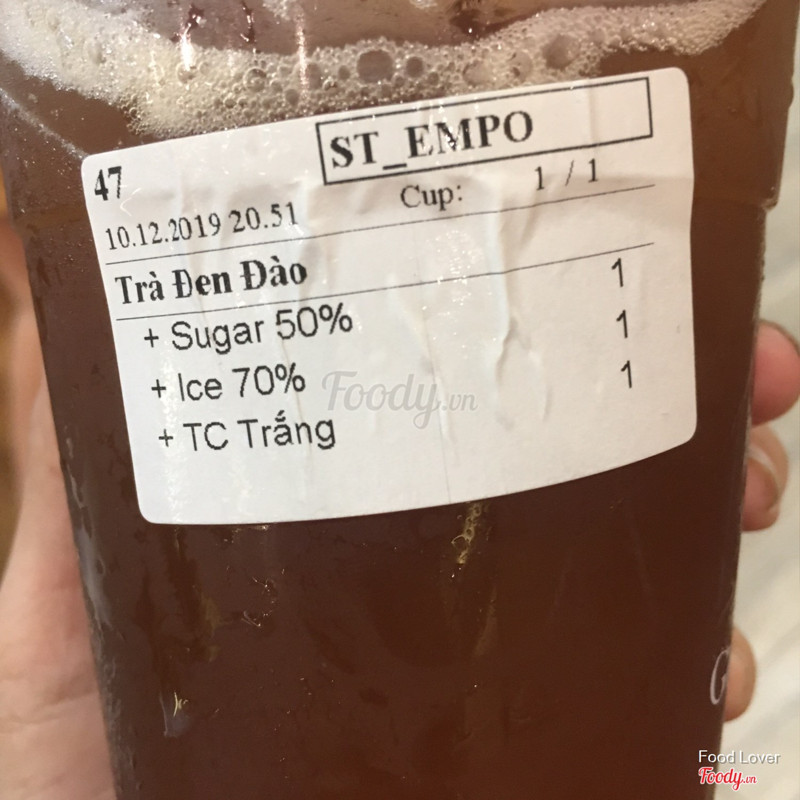 47
ST_EMPO
10.12.2019 20.51
Cup: 1 / 1
Trà Đen Đào
+ Sugar 50% 1
+ Ice 70% 1
+ TC Trắng 1
Foody.vn
G
Food Lover
Foody.vn